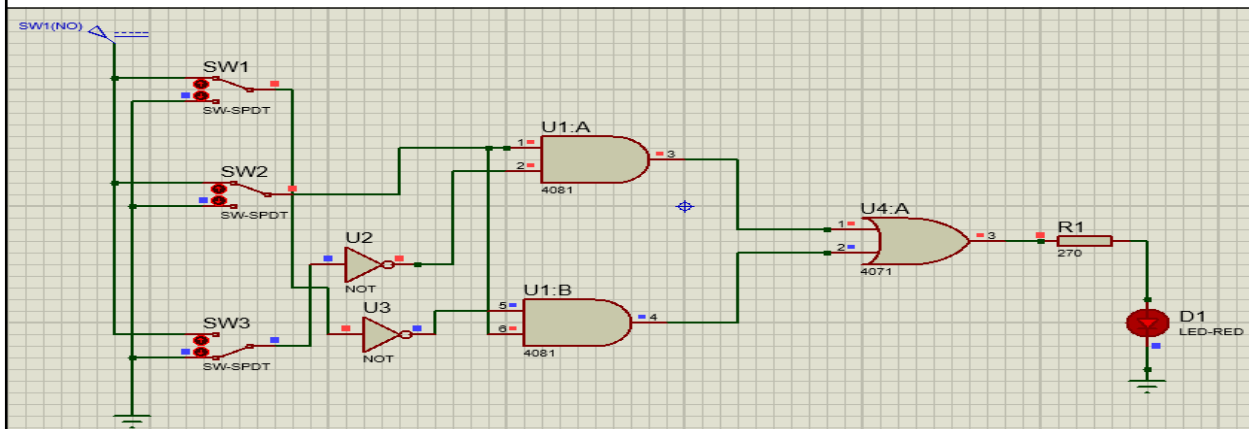 SW1(NO)
SW1
SW-SPDT
SW2
SW-SPDT
SW3
SW-SPDT
U2
NOT
U3
NOT
U1:A
1
2
3
4081
U1:B
5
6
4
4081
U4:A
1
2
3
4071
R1
270
D1
LED-RED